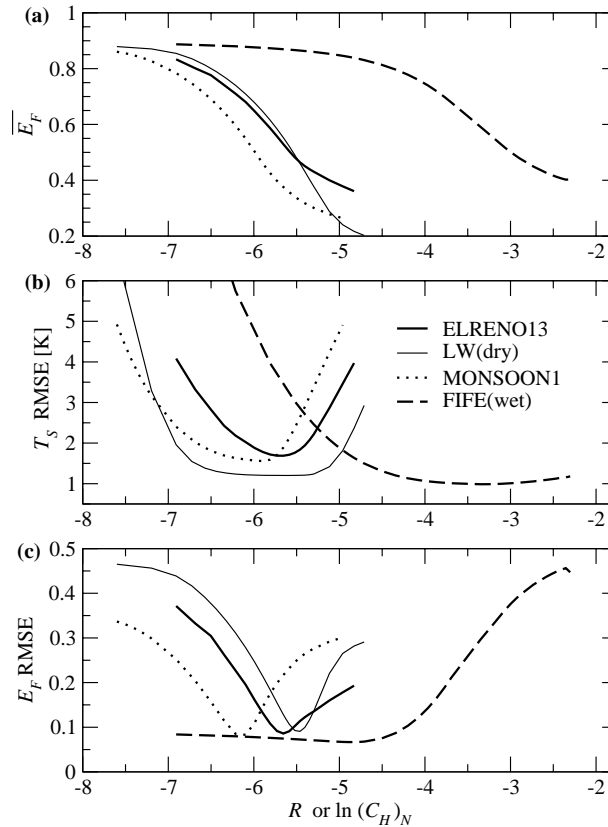 (a)
1
0.8
0.6
0.4
0.2
E_F
-8 -7 -6 -5 -4 -3 -2
(b)
6
5
4
3
2
1
T_S RMSE [K]
ELRENO13
LW(dry)
MONSOON1
FIFE(wet)
-8 -7 -6 -5 -4 -3 -2
(c)
0.5
0.4
0.3
0.2
0.1
0
E_F RMSE
-8 -7 -6 -5 -4 -3 -2
R or ln (C_H)_N